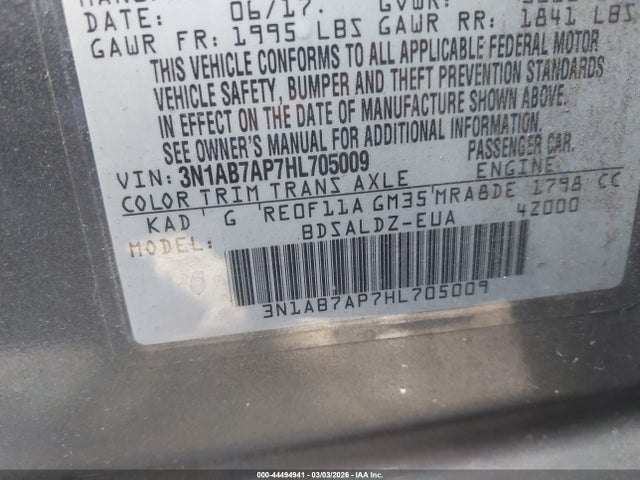 DATE: 06/17. GVWR:
GAWR FR: 1995 LBS GAWR RR: 1841 LBS
THIS VEHICLE CONFORMS TO ALL APPLICABLE FEDERAL MOTOR
VEHICLE SAFETY, BUMPER AND THEFT PREVENTION STANDARDS
IN EFFECT ON THE DATE OF MANUFACTURE SHOWN ABOVE.
SEE OWNER'S MANUAL FOR ADDITIONAL INFORMATION.
VIN: 3N1AB7AP7HL705009 PASSENGER CAR.
COLOR TRIM TRANS AXLE ENGINE:
KAD G RE0F11A GM35 MRA8DE 1798 CC
MODEL: BDSALDZ-EUA 42000
3N1AB7AP7HL705009
000-44494941 | 03/03/2026 - IAA Inc.